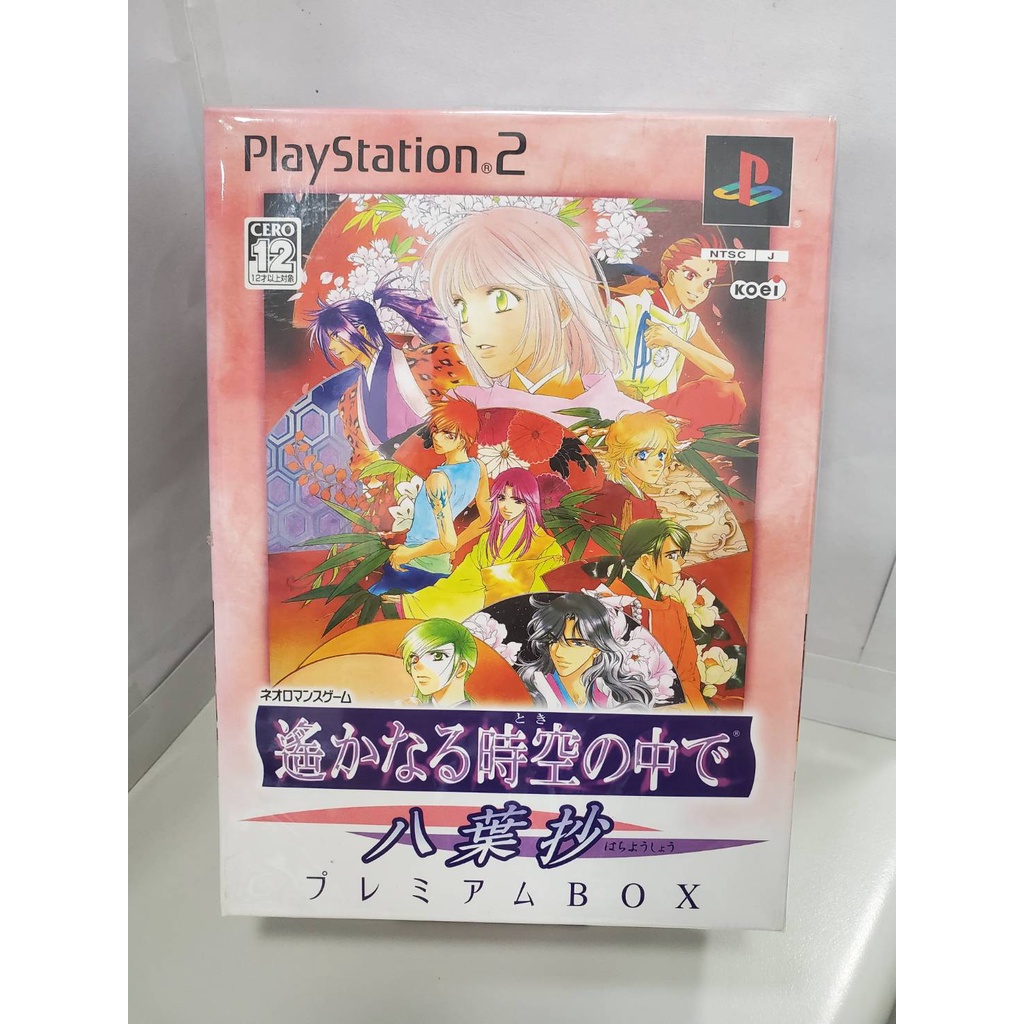 PlayStation®2
CERO
12
12才以上対象
NTSC J
KOEI
ネオロマンスゲーム
とき
遙かなる時空の中で®
八葉抄
はちようしょう
プレミアムBOX